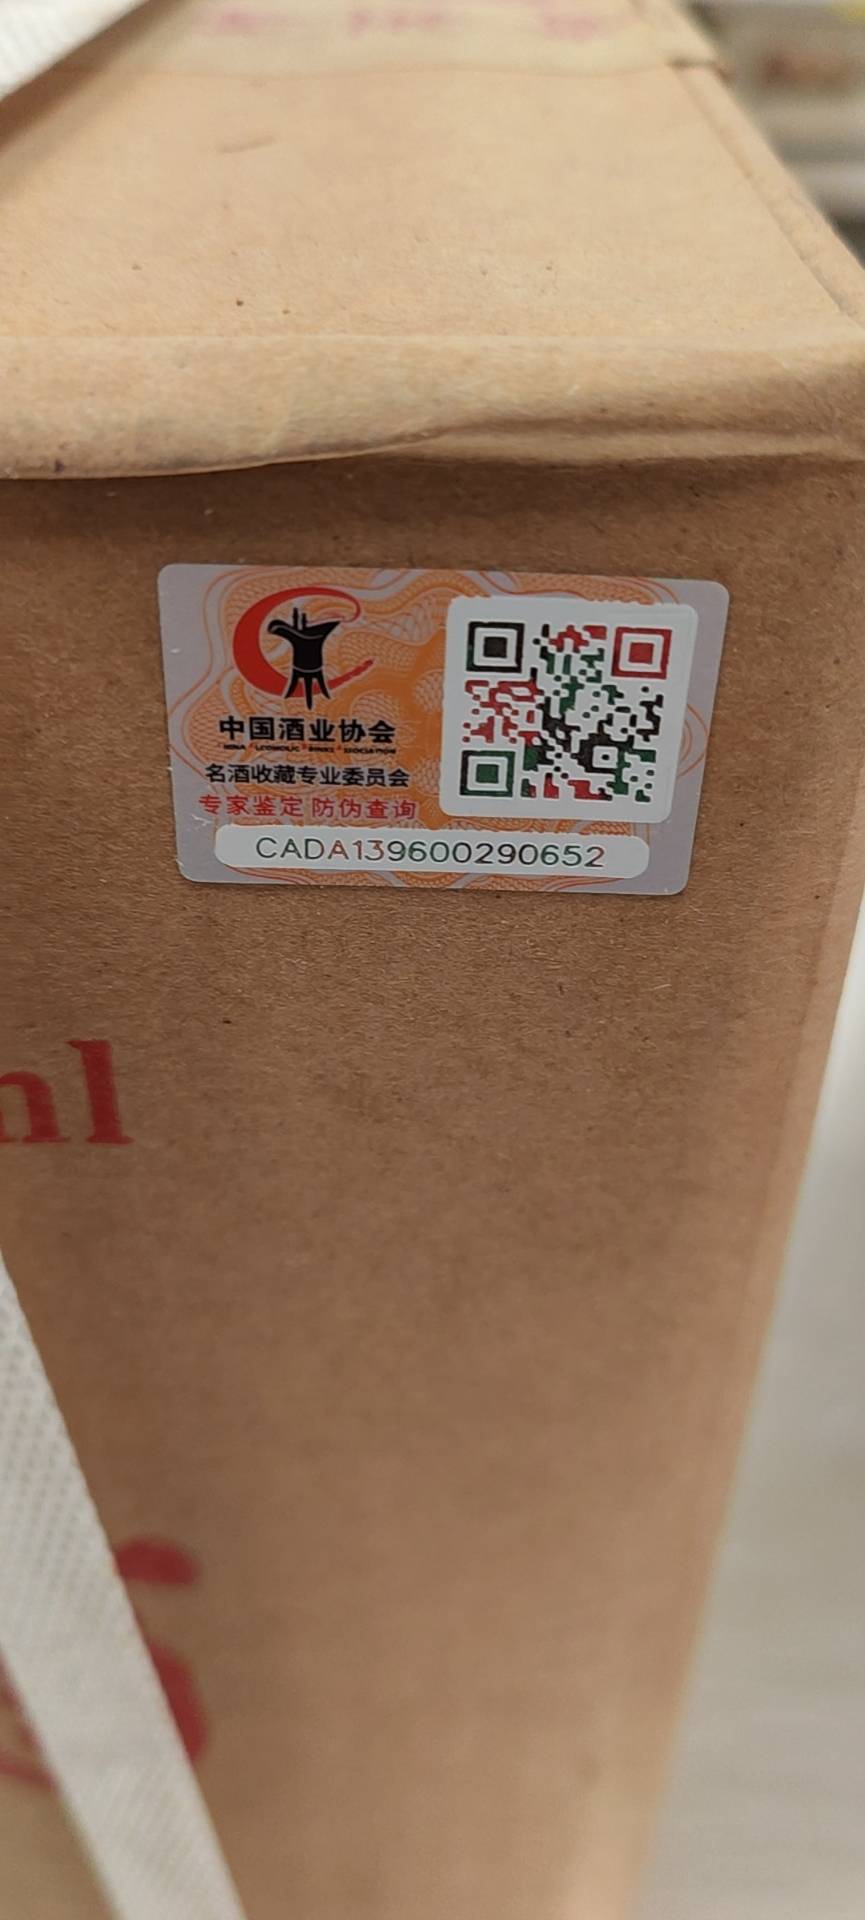 中国酒业协会
名酒收藏专业委员会
专家鉴定 防伪查询
CADA139600290652
ml